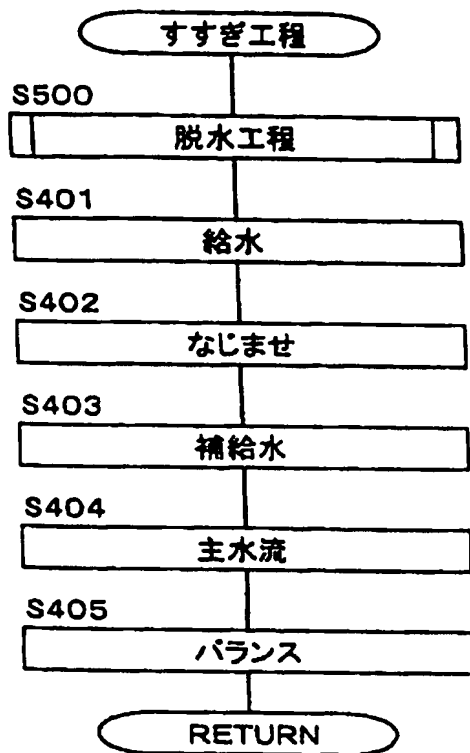 すすぎ工程
S500
脱水工程
S401
給水
S402
なじませ
S403
補給水
S404
主水流
S405
バランス
RETURN